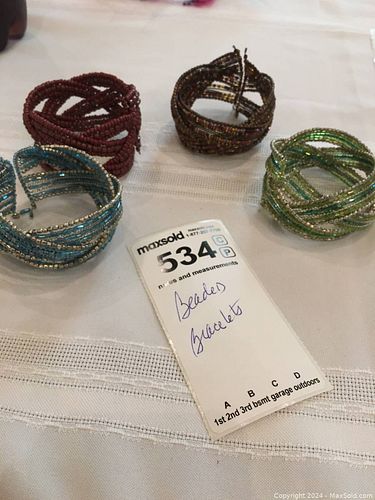 maxsold
534 C
P
notes and measurements
Beaded
Bracelets
A B C D
1st 2nd 3rd bsmt garage outdoors
Copyright 2024 - MaxSold.com